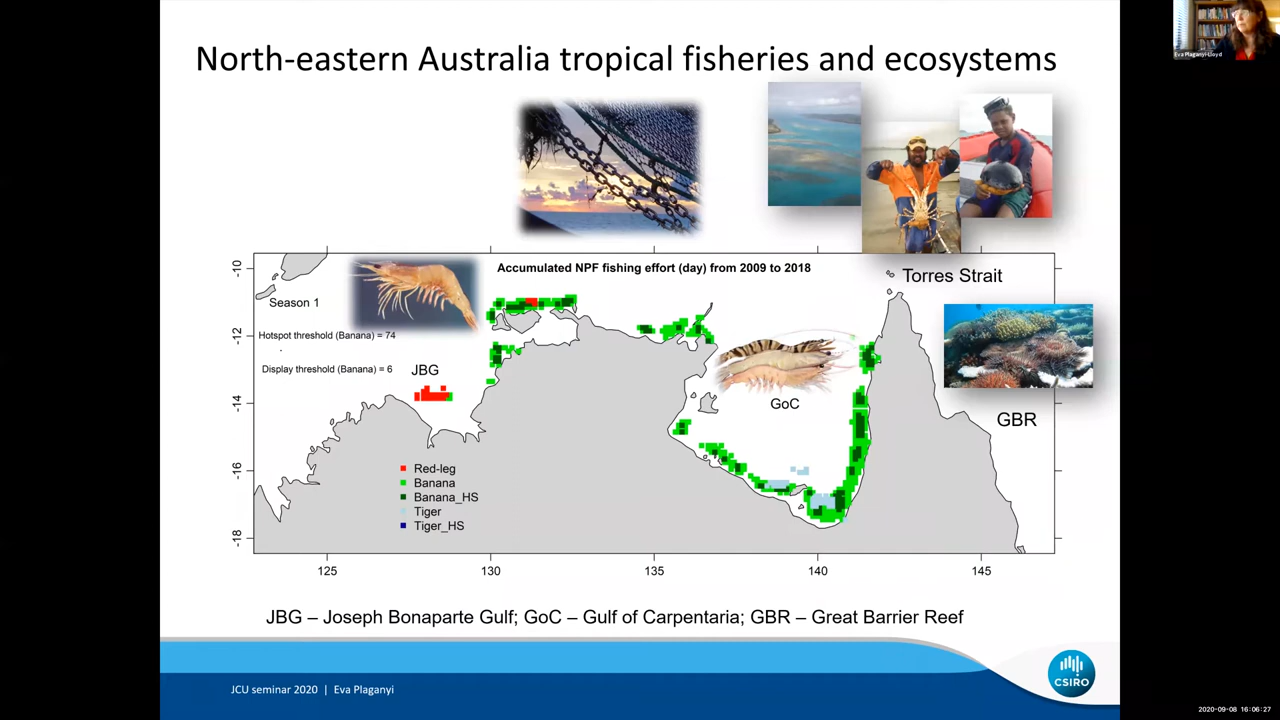 North-eastern Australia tropical fisheries and ecosystems
Eva Plaganyi-Lloyd
Accumulated NPF fishing effort (day) from 2009 to 2018
Season 1
Hotspot threshold (Banana) = 74
Display threshold (Banana) = 6
JBG
GoC
Torres Strait
GBR
Red-leg
Banana
Banana_HS
Tiger
Tiger_HS
-10
-12
-14
-16
-18
125 130 135 140 145
JBG – Joseph Bonaparte Gulf; GoC – Gulf of Carpentaria; GBR – Great Barrier Reef
JCU seminar 2020 | Eva Plaganyi
CSIRO
2020-09-08 16:06:27